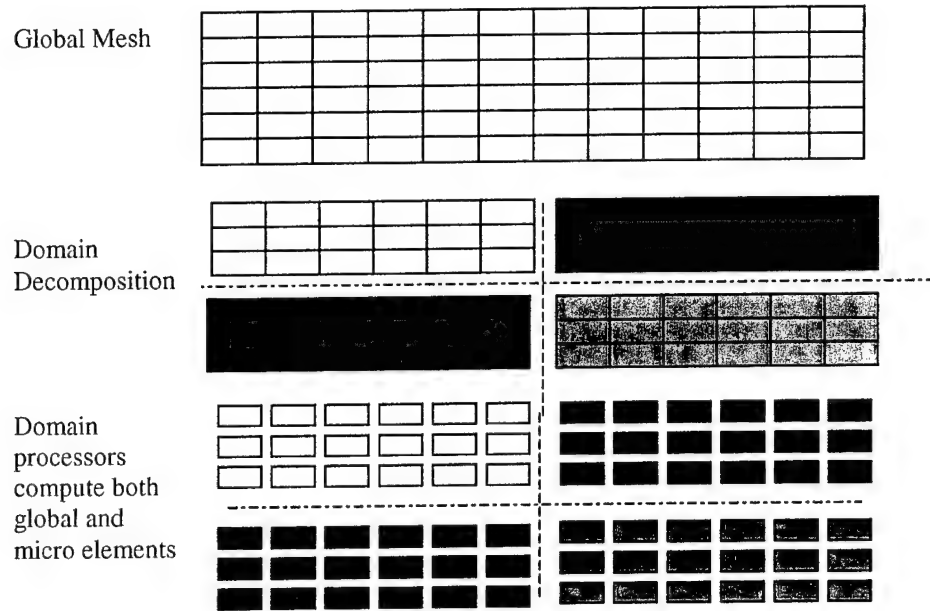 Global Mesh
Domain
Decomposition
Domain
processors
compute both
global and
micro elements